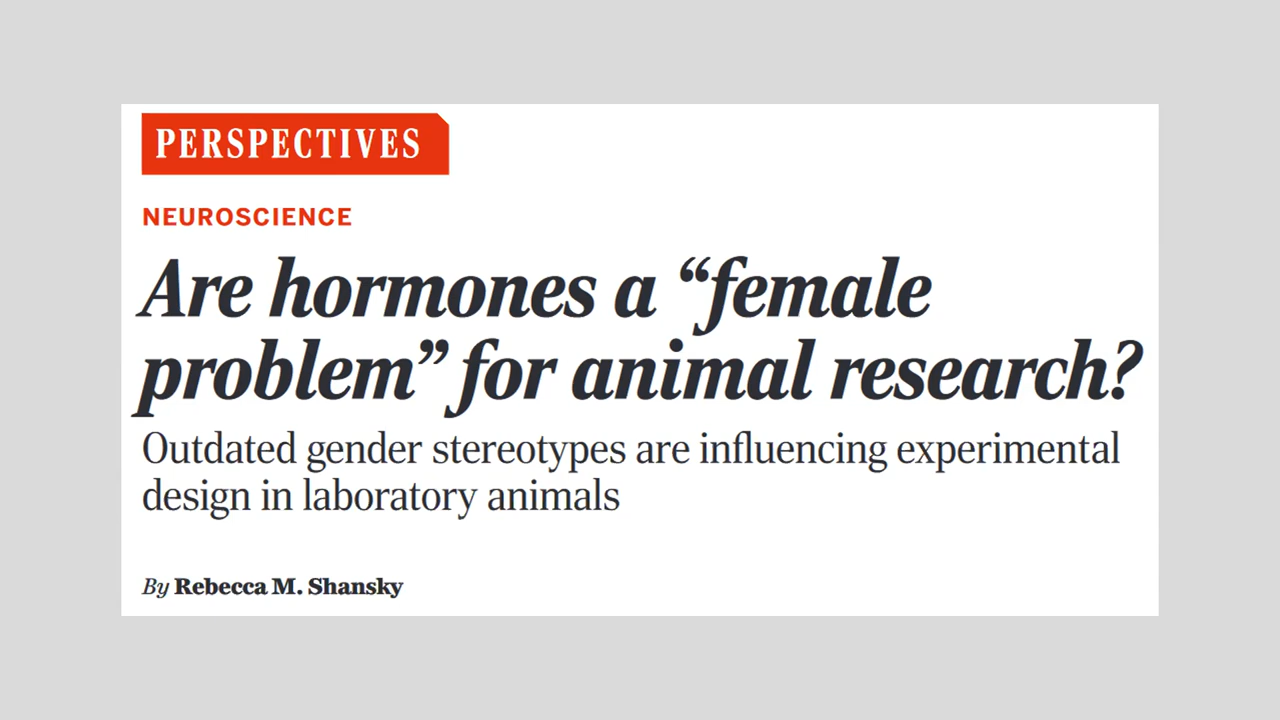 PERSPECTIVES
NEUROSCIENCE
Are hormones a “female
problem” for animal research?
Outdated gender stereotypes are influencing experimental
design in laboratory animals
By Rebecca M. Shansky